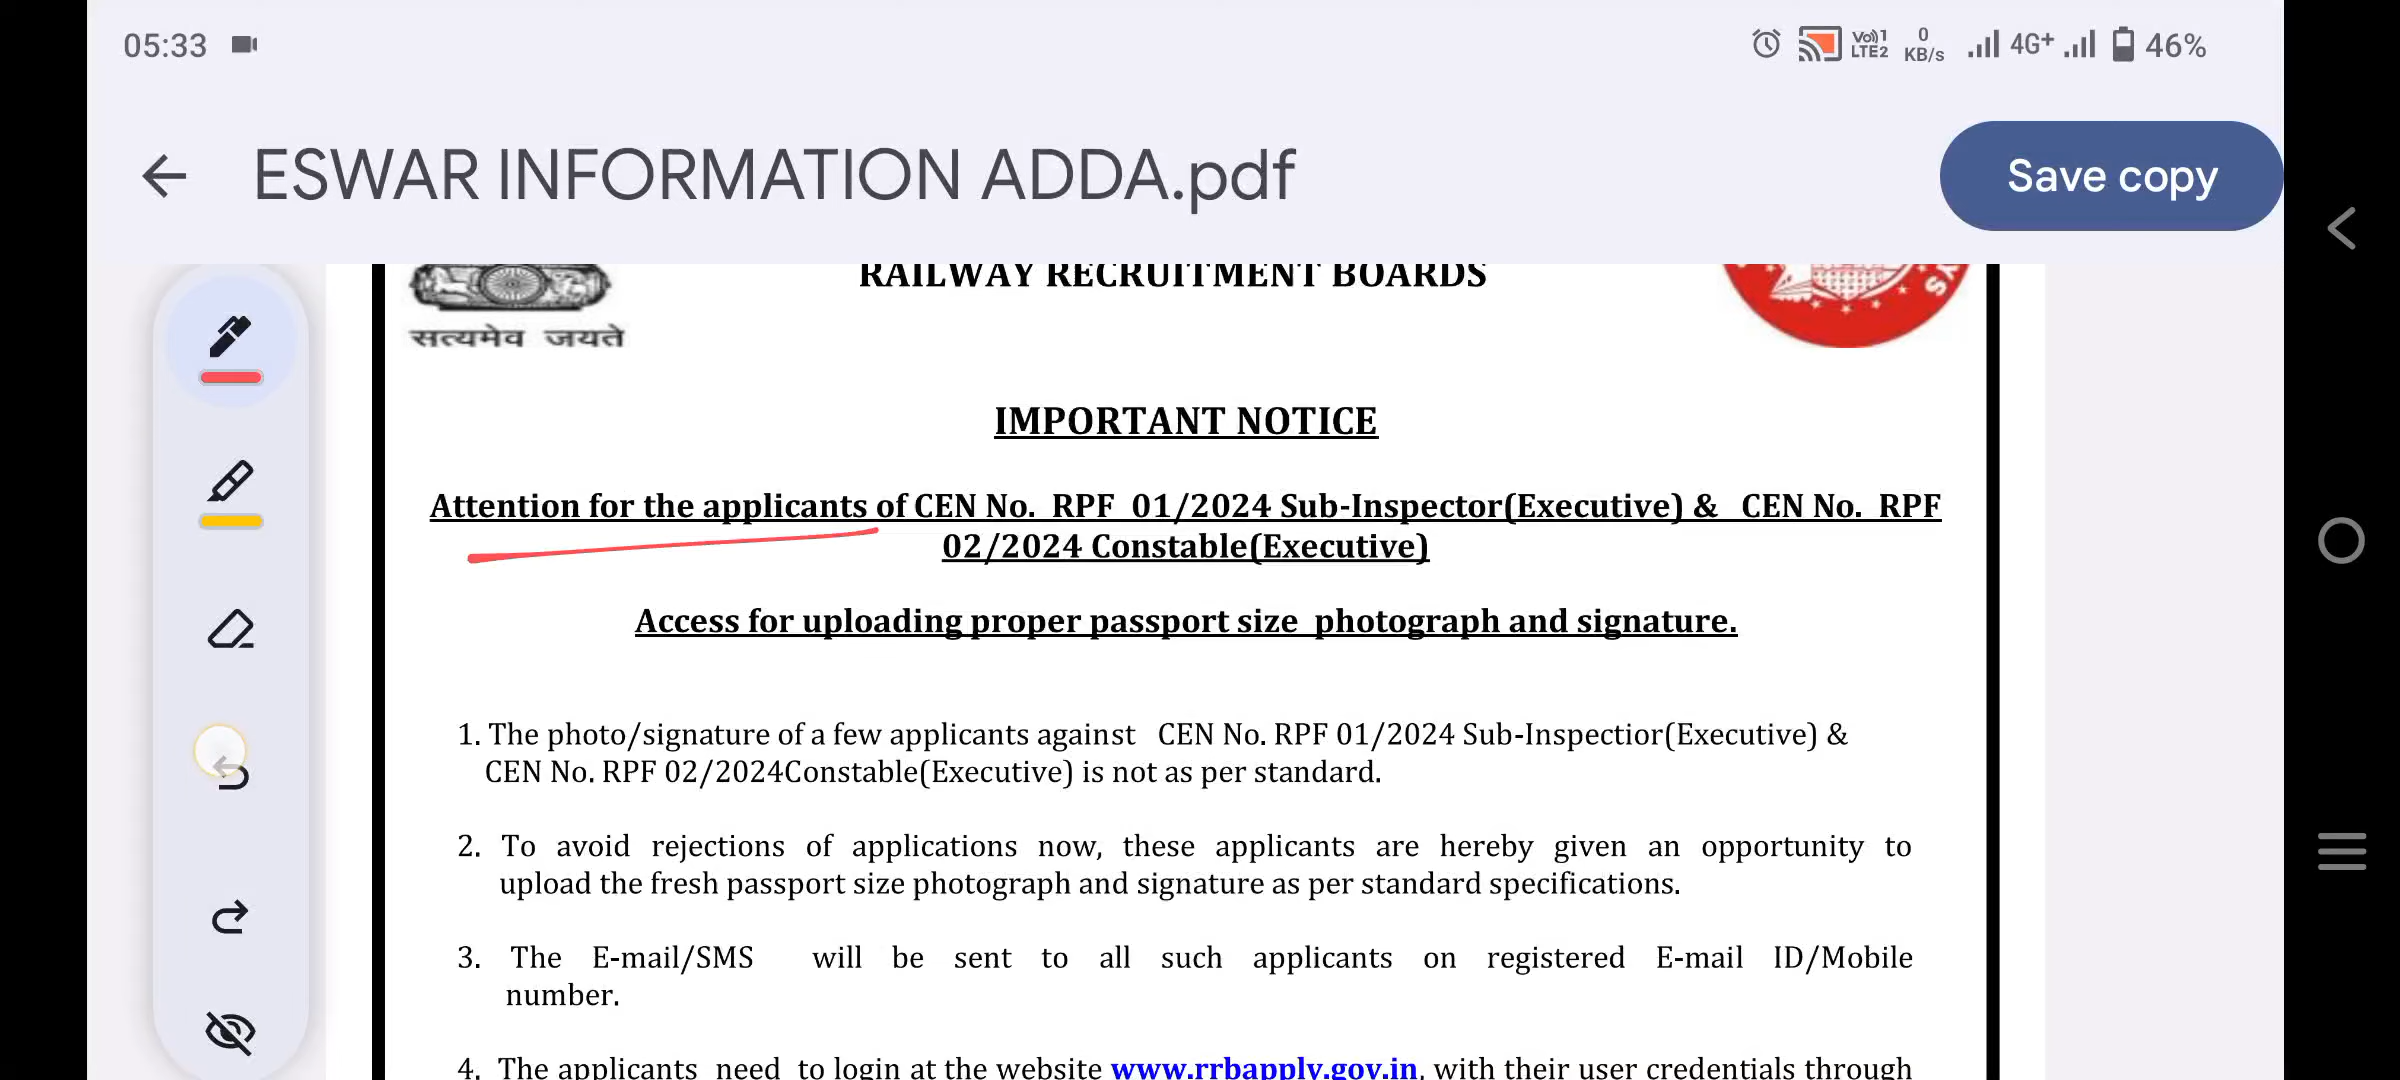 05:33
Vo)) 1 LTE2 0 KB/s 4G+ 46%
ESWAR INFORMATION ADDA.pdf
Save copy
RAILWAY RECRUITMENT BOARDS
सत्यमेव जयते
IMPORTANT NOTICE
Attention for the applicants of CEN No. RPF 01/2024 Sub-Inspector(Executive) & CEN No. RPF
02/2024 Constable(Executive)
Access for uploading proper passport size photograph and signature.
1. The photo/signature of a few applicants against CEN No. RPF 01/2024 Sub-Inspectior(Executive) &
CEN No. RPF 02/2024Constable(Executive) is not as per standard.
2. To avoid rejections of applications now, these applicants are hereby given an opportunity to
upload the fresh passport size photograph and signature as per standard specifications.
3. The E-mail/SMS will be sent to all such applicants on registered E-mail ID/Mobile
number.
4. The applicants need to login at the website www.rrbapply.gov.in, with their user credentials through